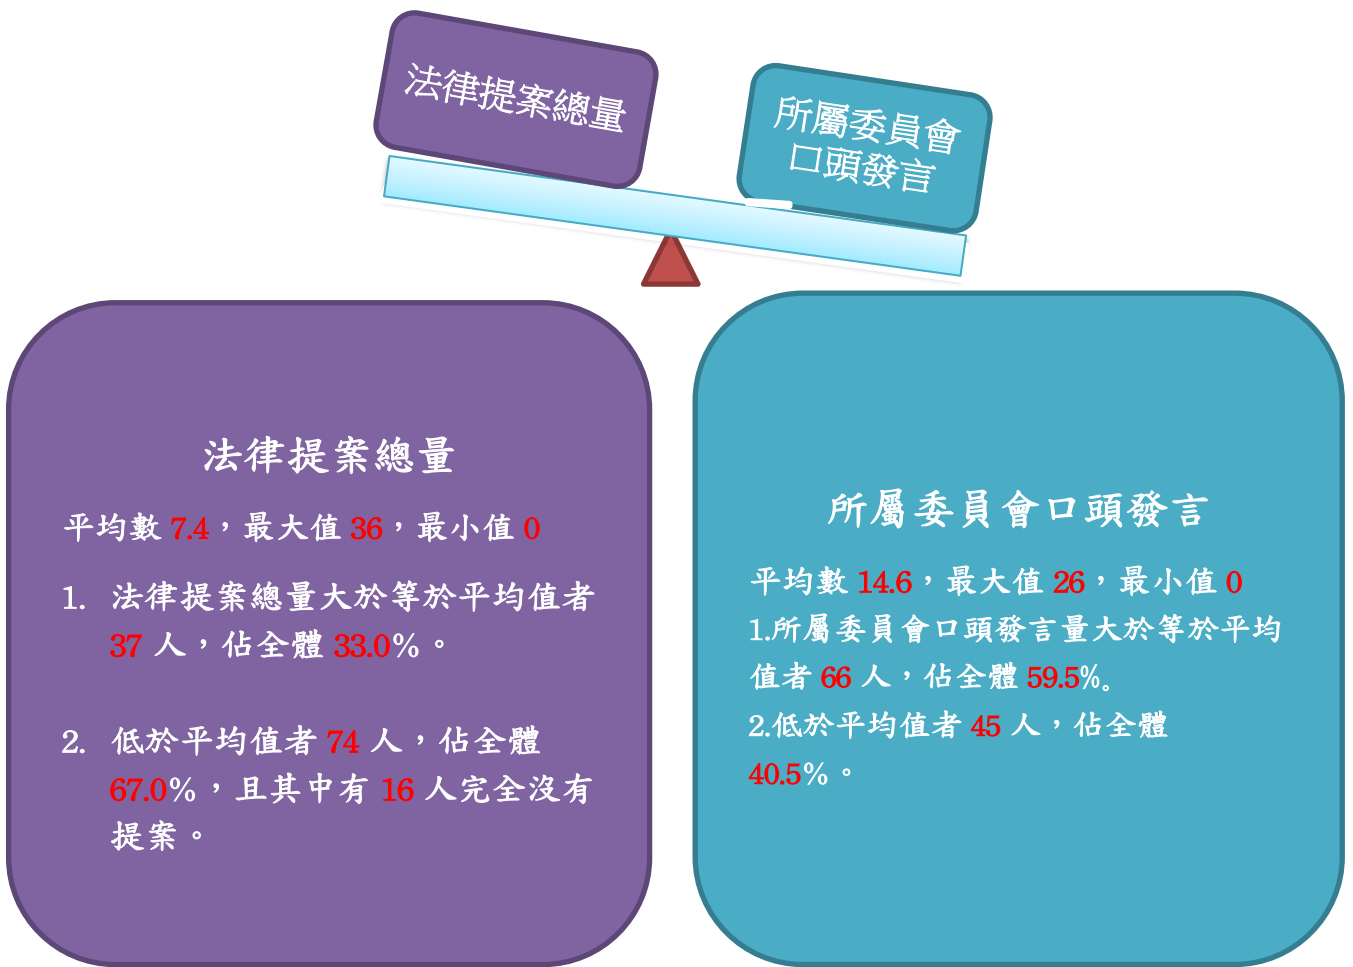 法律提案總量
所屬委員會
口頭發言
法律提案總量
平均數 7.4，最大值 36，最小值 0
1. 法律提案總量大於等於平均值者
37 人，佔全體 33.0%。
2. 低於平均值者 74 人，佔全體
67.0%，且其中有 16 人完全沒有
提案。
所屬委員會口頭發言
平均數 14.6，最大值 26，最小值 0
1.所屬委員會口頭發言量大於等於平均
值者 66 人，佔全體 59.5%。
2.低於平均值者 45 人，佔全體
40.5%。